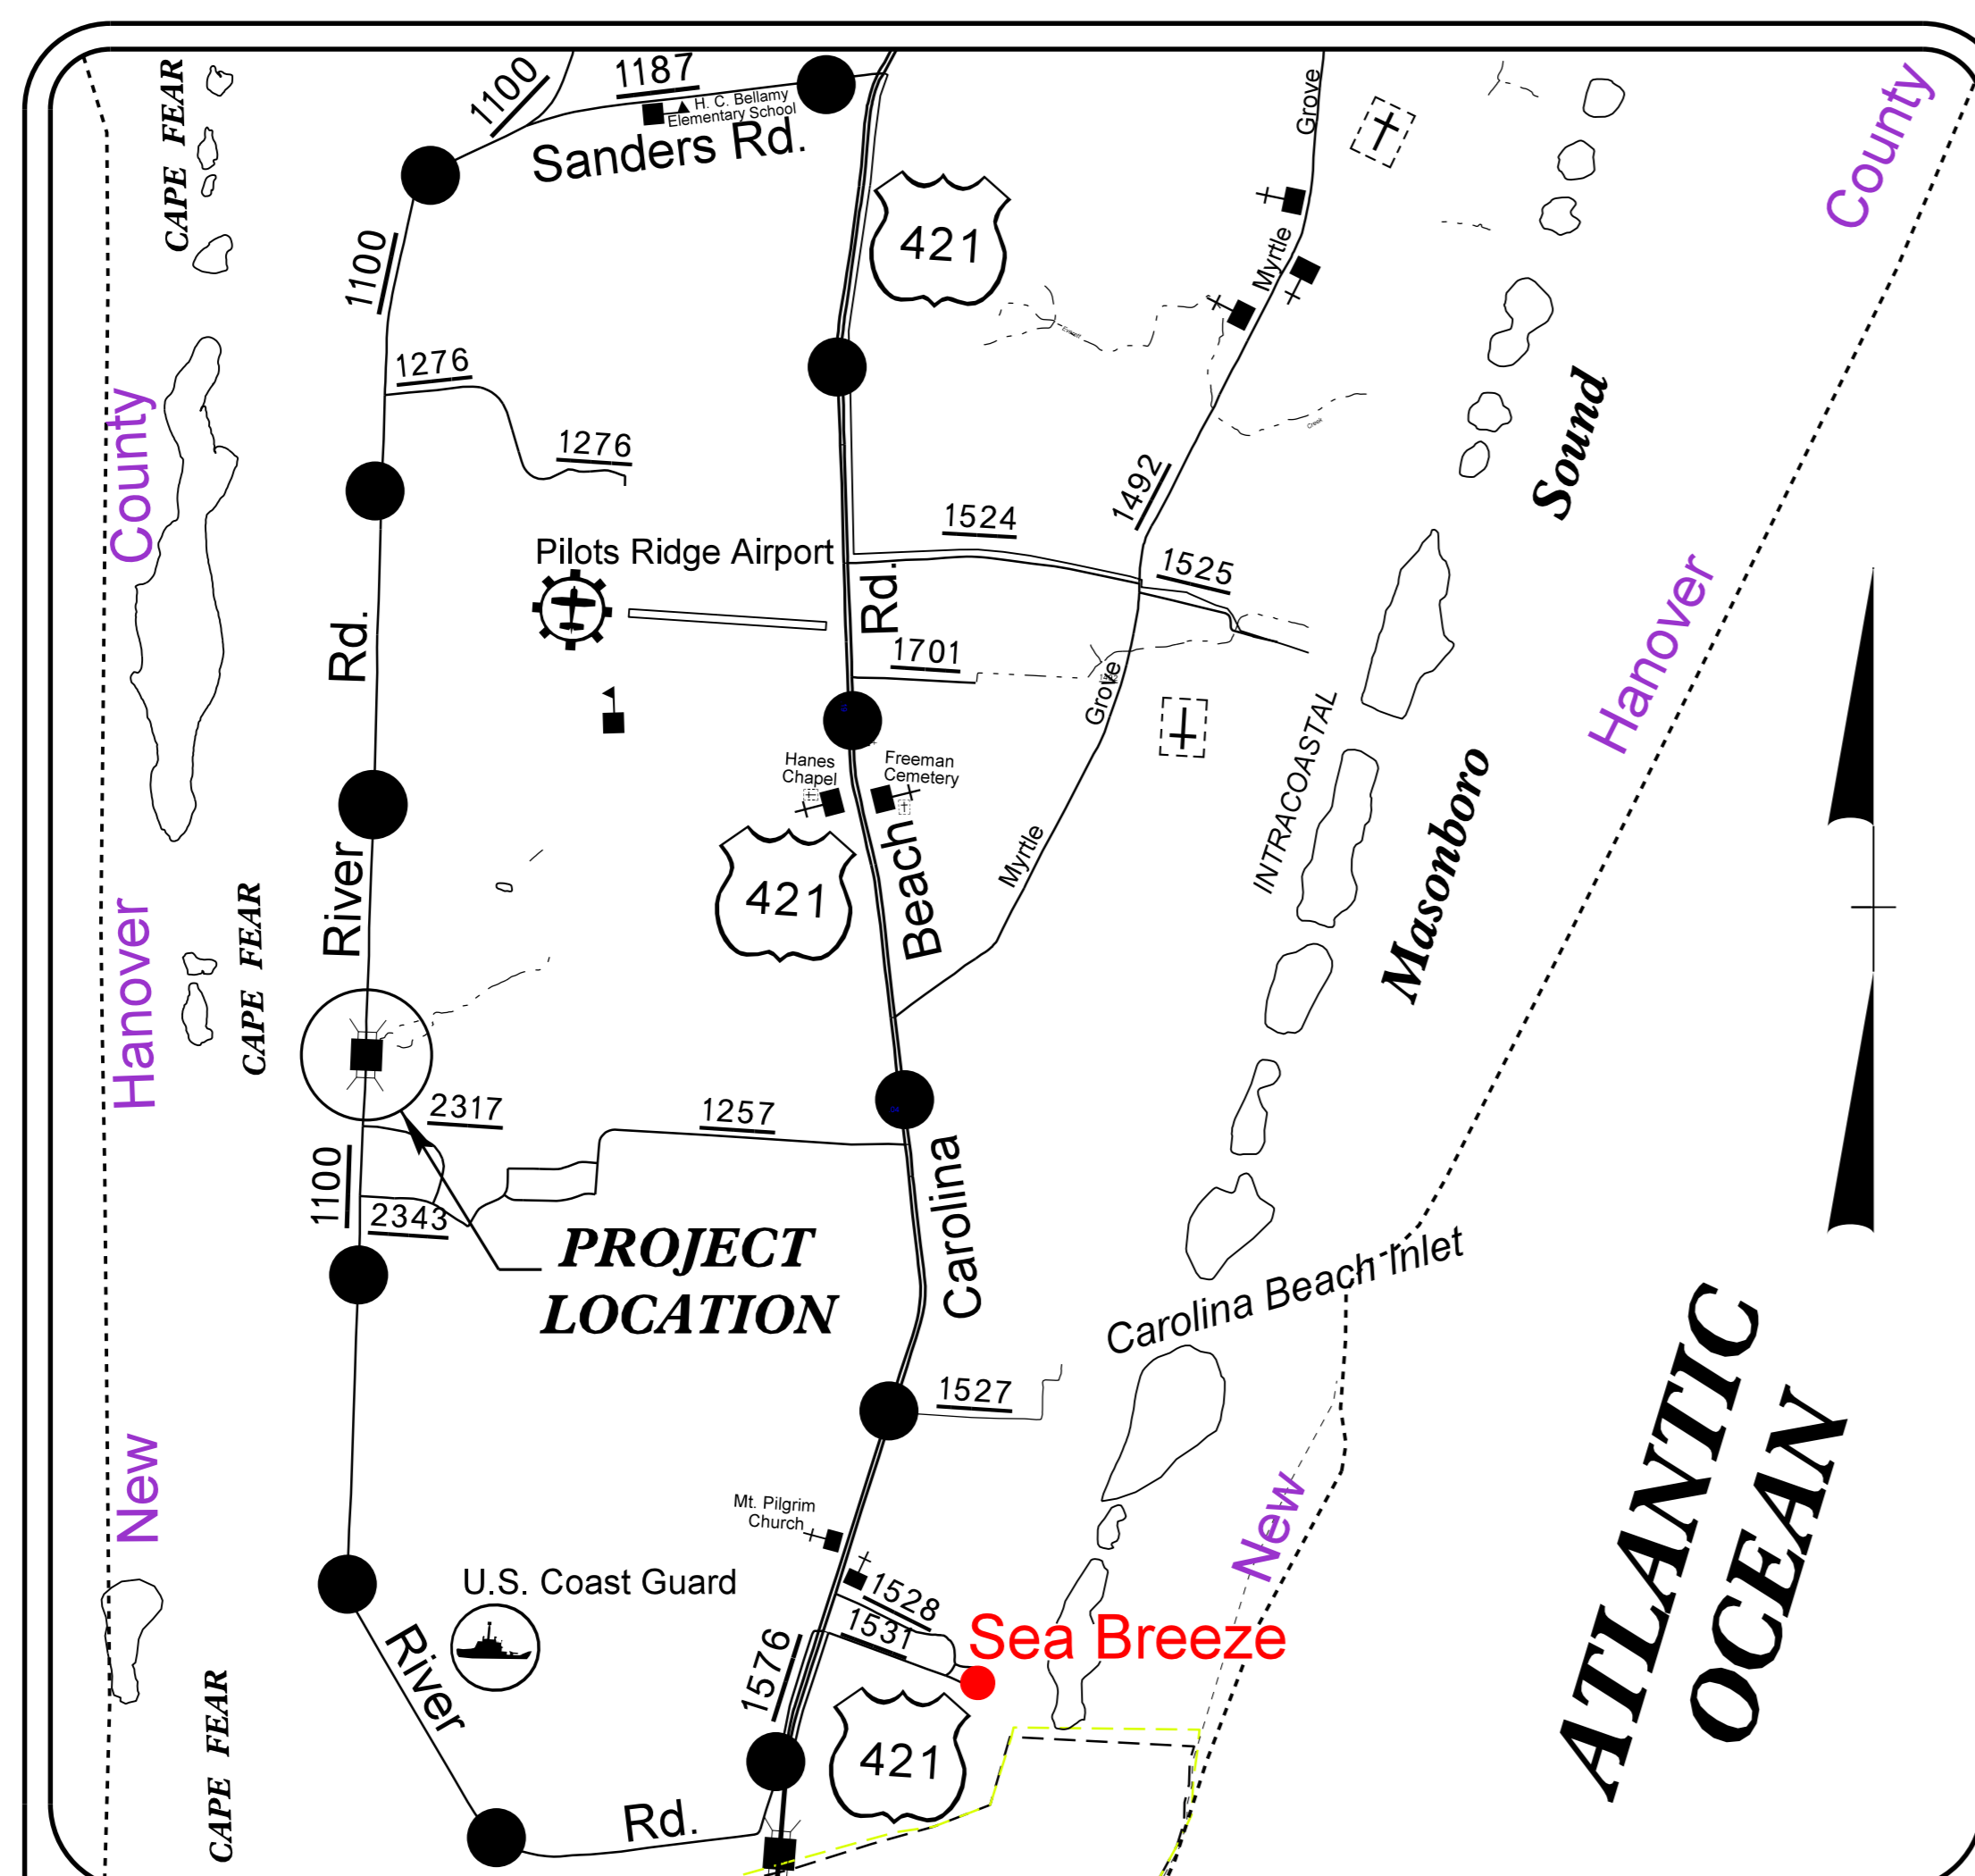 CAPE FEAR
1100
1187
H. C. Bellamy
Elementary School
Sanders Rd.
Grove
County
421
1100
Myrtle
1276
1276
County
Sound
1492
1524
1525
Pilots Ridge Airport
Rd.
Rd.
1701
Grove
Hanover
INTRACOASTAL
Hanes
Chapel
Freeman
Cemetery
Masonboro
421
Beach
Myrtle
River
Hanover
CAPE FEAR
2317
1257
1100
2343
Carolina
PROJECT
LOCATION
Carolina Beach Inlet
1527
New
New
Mt. Pilgrim
Church
U.S. Coast Guard
1528
1531
Sea Breeze
1576
River
421
Rd.
CAPE FEAR
ATLANTIC
OCEAN
Creek